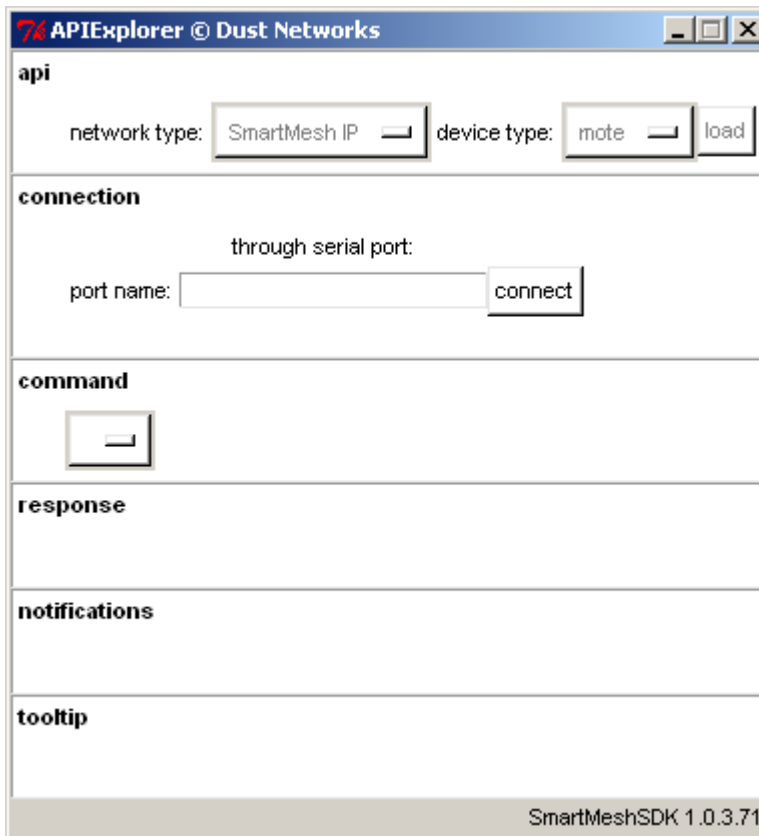 APIExplorer © Dust Networks
api
network type: SmartMesh IP device type: mote load
connection
through serial port:
port name: connect
command
response
notifications
tooltip
SmartMeshSDK 1.0.3.71